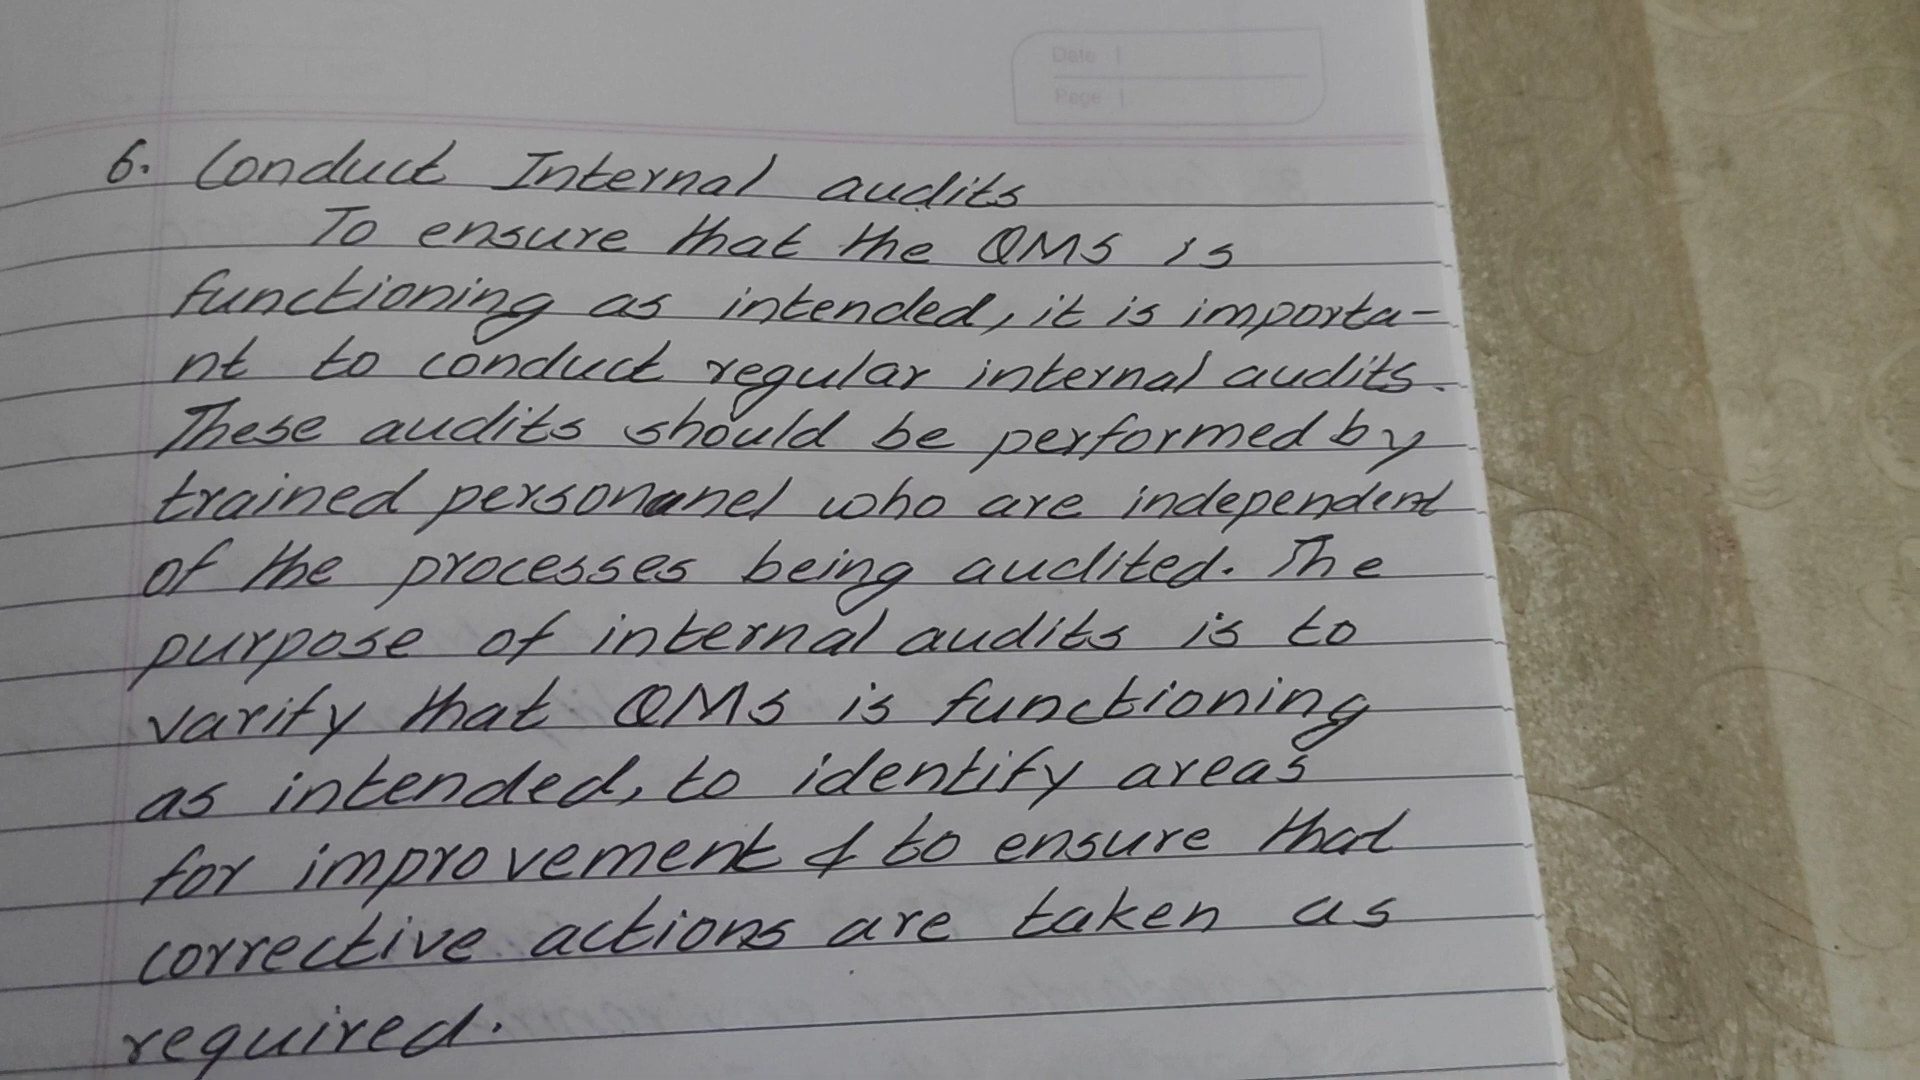 Date
Page
6. Conduct Internal audits
To ensure that the QMS is
functioning as intended, it is importa-
nt to conduct regular internal audits.
These audits should be performed by
trained personanel who are independent
of the processes being audited. The
purpose of internal audits is to
varify that QMS is functioning
as intended, to identify areas
for improvement & to ensure that
corrective actions are taken as
required.